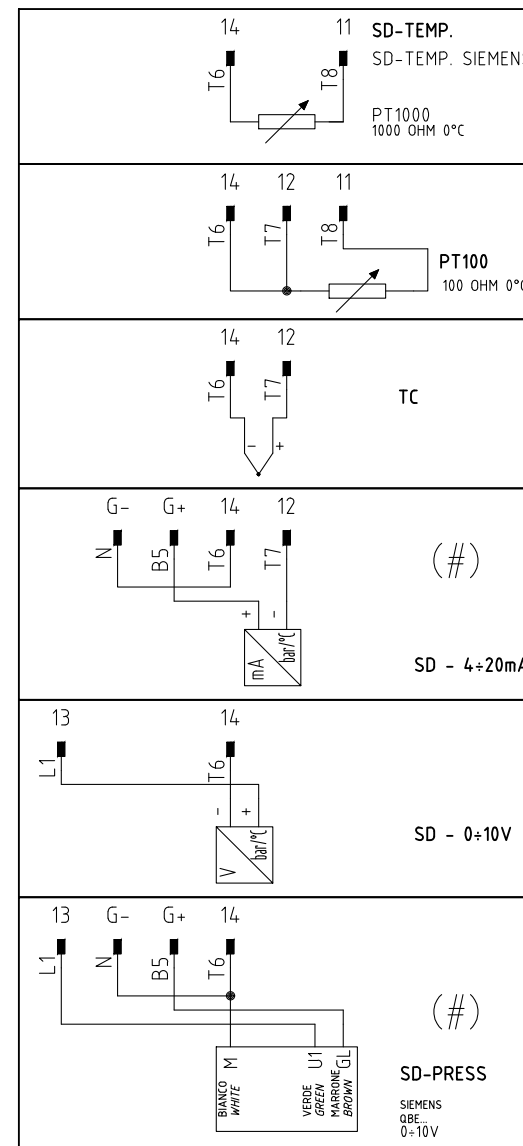 14 11 SD-TEMP.
SD-TEMP. SIEMENS
T6 T8
PT1000
1000 OHM 0°C
14 12 11
T6 T7 T8
PT100
100 OHM 0°C
14 12
T6 T7
TC
- +
G- G+ 14 12
N B5 T6 T7
(#)
+ -
mA bar/°C
SD - 4÷20mA
13 14
L1 T6
- +
V bar/°C
SD - 0÷10V
13 G- G+ 14
L1 N B5 T6
(#)
M U1 GL
BIANCO VERDE MARRONE
WHITE GREEN BROWN
SD-PRESS
SIEMENS
QBE...
0÷10V